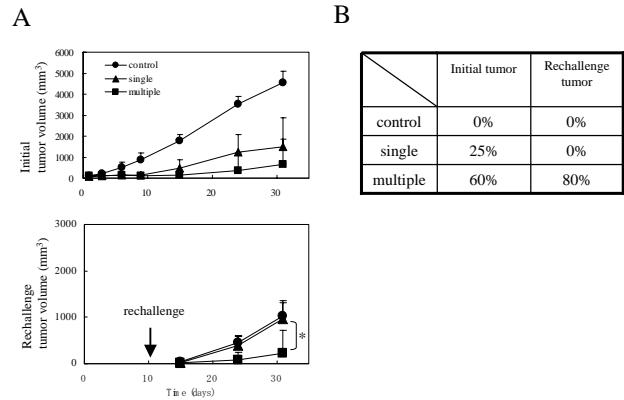 A
6000
5000
4000
3000
2000
1000
0
Initial
tumor volume (mm³)
control
single
multiple
0 10 20 30
3000
2000
1000
0
Rechallenge
tumor volume (mm³)
rechallenge
*
0 10 20 30
Time (days)
B
Initial tumor Rechallenge tumor
control 0% 0%
single 25% 0%
multiple 60% 80%